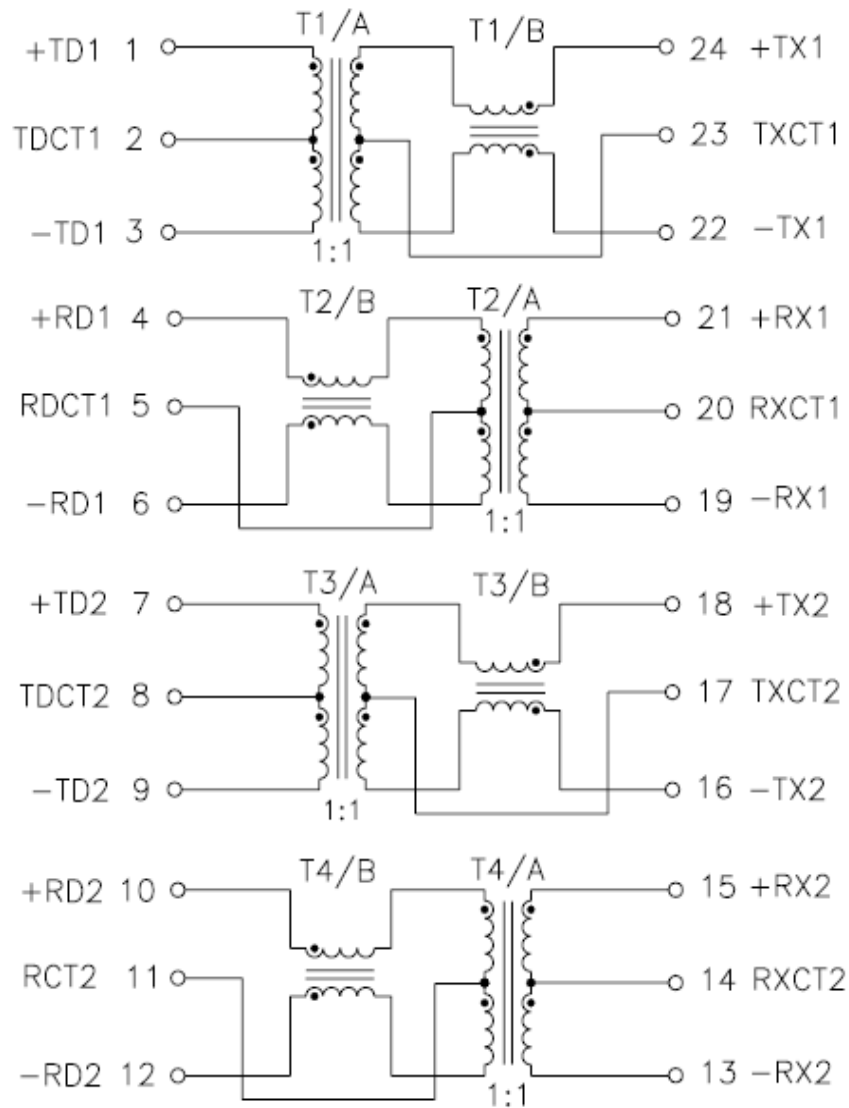 T1/A T1/B
+TD1 1 24 +TX1
TDCT1 2 23 TXCT1
−TD1 3 22 −TX1
1:1
T2/B T2/A
+RD1 4 21 +RX1
RDCT1 5 20 RXCT1
−RD1 6 19 −RX1
1:1
T3/A T3/B
+TD2 7 18 +TX2
TDCT2 8 17 TXCT2
−TD2 9 16 −TX2
1:1
T4/B T4/A
+RD2 10 15 +RX2
RCT2 11 14 RXCT2
−RD2 12 13 −RX2
1:1